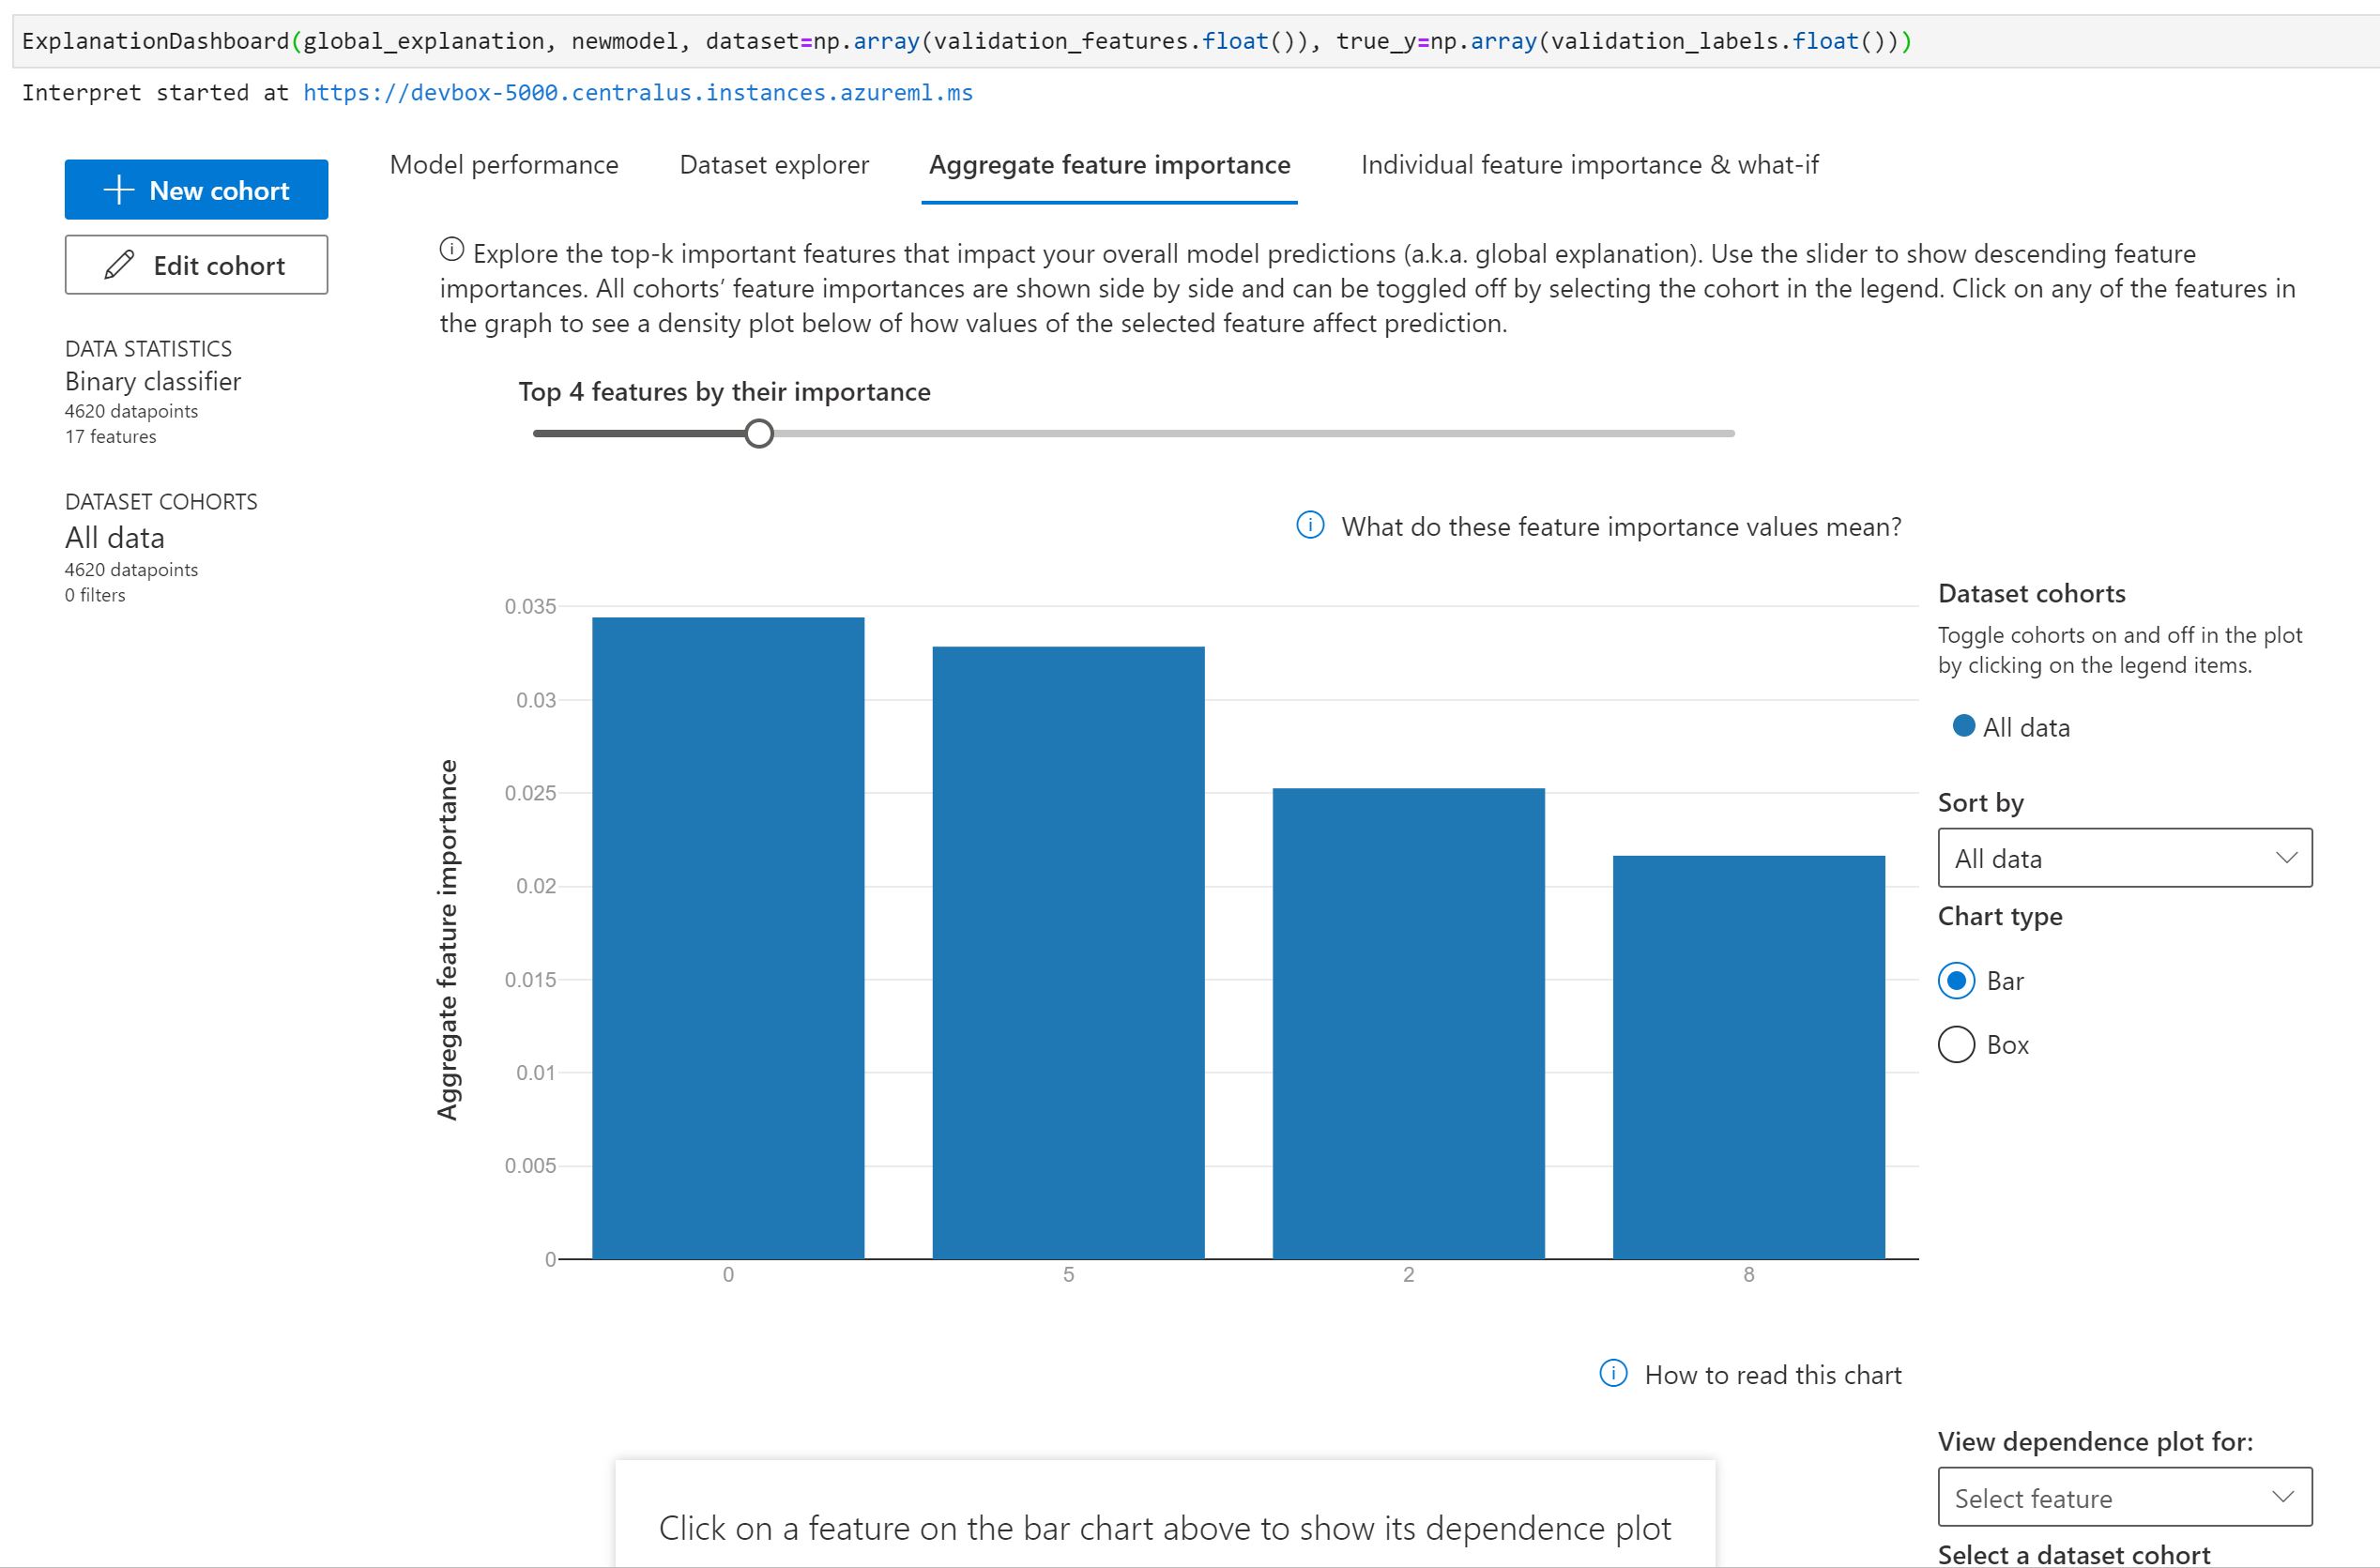 ExplanationDashboard(global_explanation, newmodel, dataset=np.array(validation_features.float()), true_y=np.array(validation_labels.float()))
Interpret started at https://devbox-5000.centralus.instances.azureml.ms
New cohort
Edit cohort
DATA STATISTICS
Binary classifier
4620 datapoints
17 features
DATASET COHORTS
All data
4620 datapoints
0 filters
Model performance Dataset explorer Aggregate feature importance Individual feature importance & what-if
Explore the top-k important features that impact your overall model predictions (a.k.a. global explanation). Use the slider to show descending feature
importances. All cohorts’ feature importances are shown side by side and can be toggled off by selecting the cohort in the legend. Click on any of the features in
the graph to see a density plot below of how values of the selected feature affect prediction.
Top 4 features by their importance
What do these feature importance values mean?
Aggregate feature importance
0.035
0.03
0.025
0.02
0.015
0.01
0.005
0
0 5 2 8
Dataset cohorts
Toggle cohorts on and off in the plot
by clicking on the legend items.
All data
Sort by
All data
Chart type
Bar
Box
How to read this chart
Click on a feature on the bar chart above to show its dependence plot
View dependence plot for:
Select feature
Select a dataset cohort